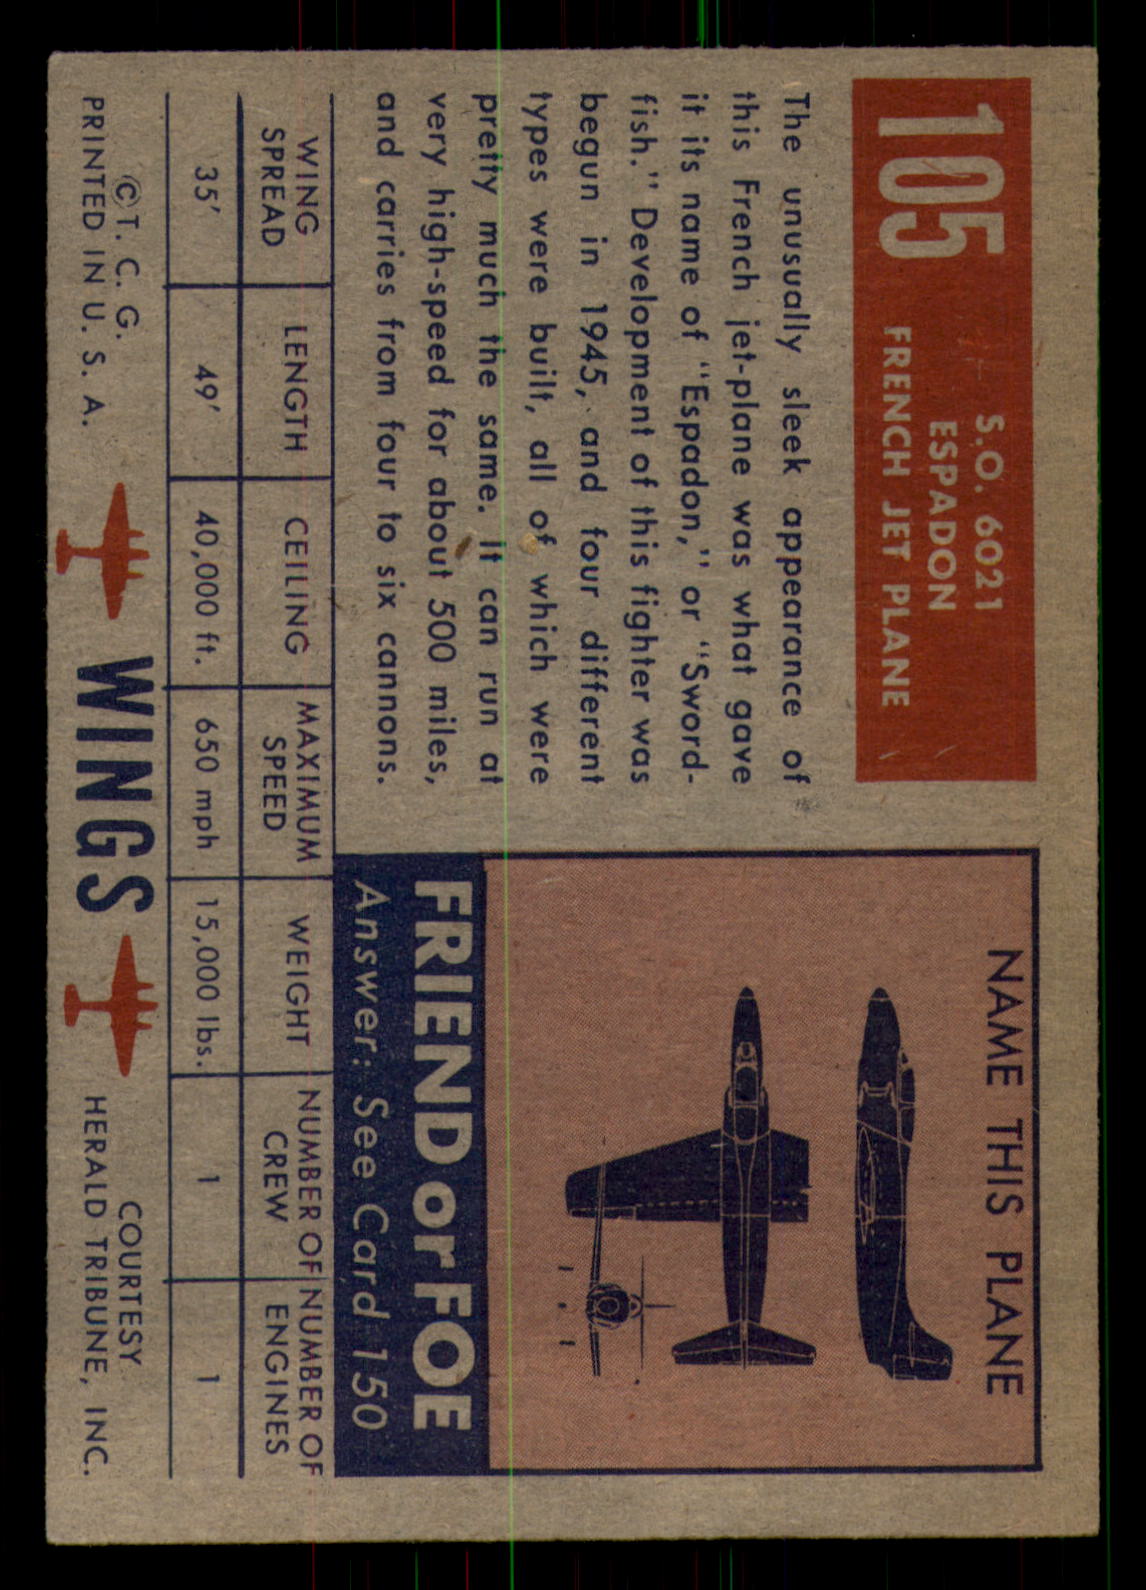 105
S.O. 6021
ESPADON
FRENCH JET PLANE
The unusually sleek appearance of
this French jet-plane was what gave
it its name of "Espadon," or "Sword-
fish." Development of this fighter was
begun in 1945, and four different
types were built, all of which were
pretty much the same. It can run at
very high-speed for about 500 miles,
and carries from four to six cannons.
NAME THIS PLANE
FRIEND or FOE
Answer: See Card 150
WING SPREAD LENGTH CEILING MAXIMUM SPEED WEIGHT NUMBER OF CREW NUMBER OF ENGINES
35' 49' 40,000 ft. 650 mph 15,000 lbs. 1 1
©T. C. G.
PRINTED IN U. S. A.
WINGS
COURTESY
HERALD TRIBUNE, INC.